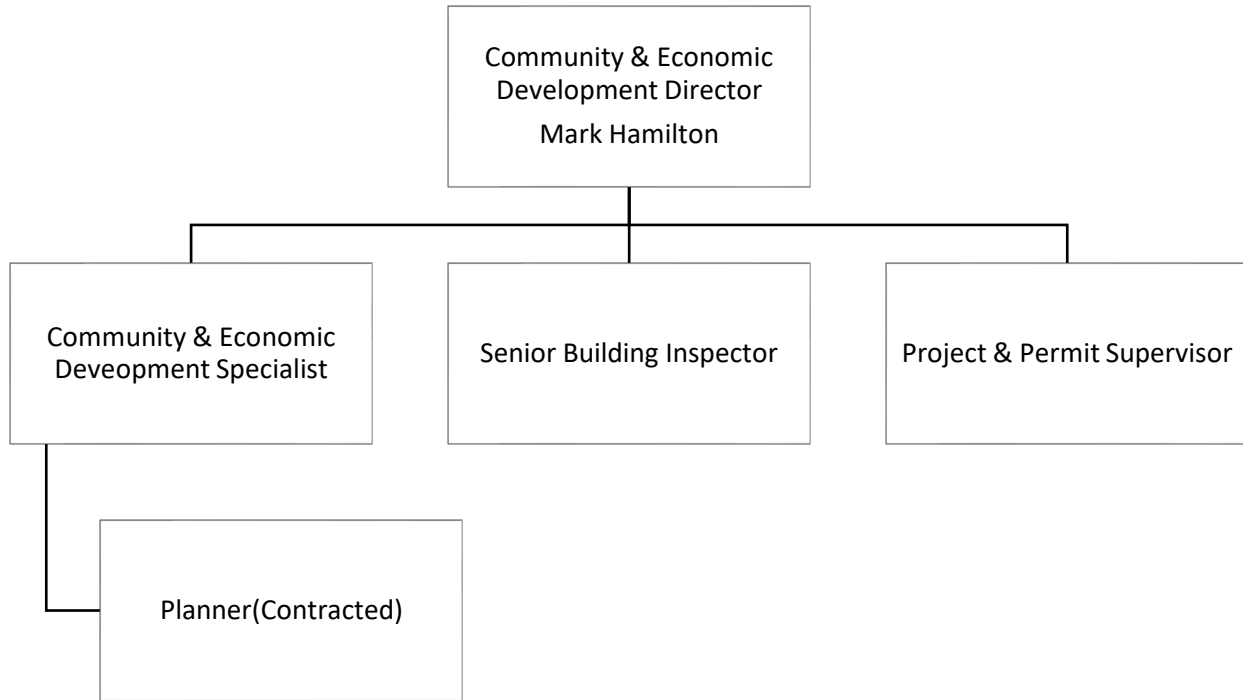 Community & Economic
Development Director
Mark Hamilton
Community & Economic
Deveopment Specialist
Senior Building Inspector
Project & Permit Supervisor
Planner(Contracted)